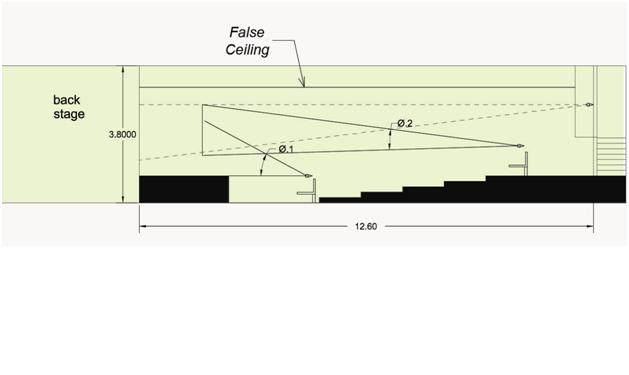 False
Ceiling
back
stage
3.8000
Ø.2
Ø.1
12.60